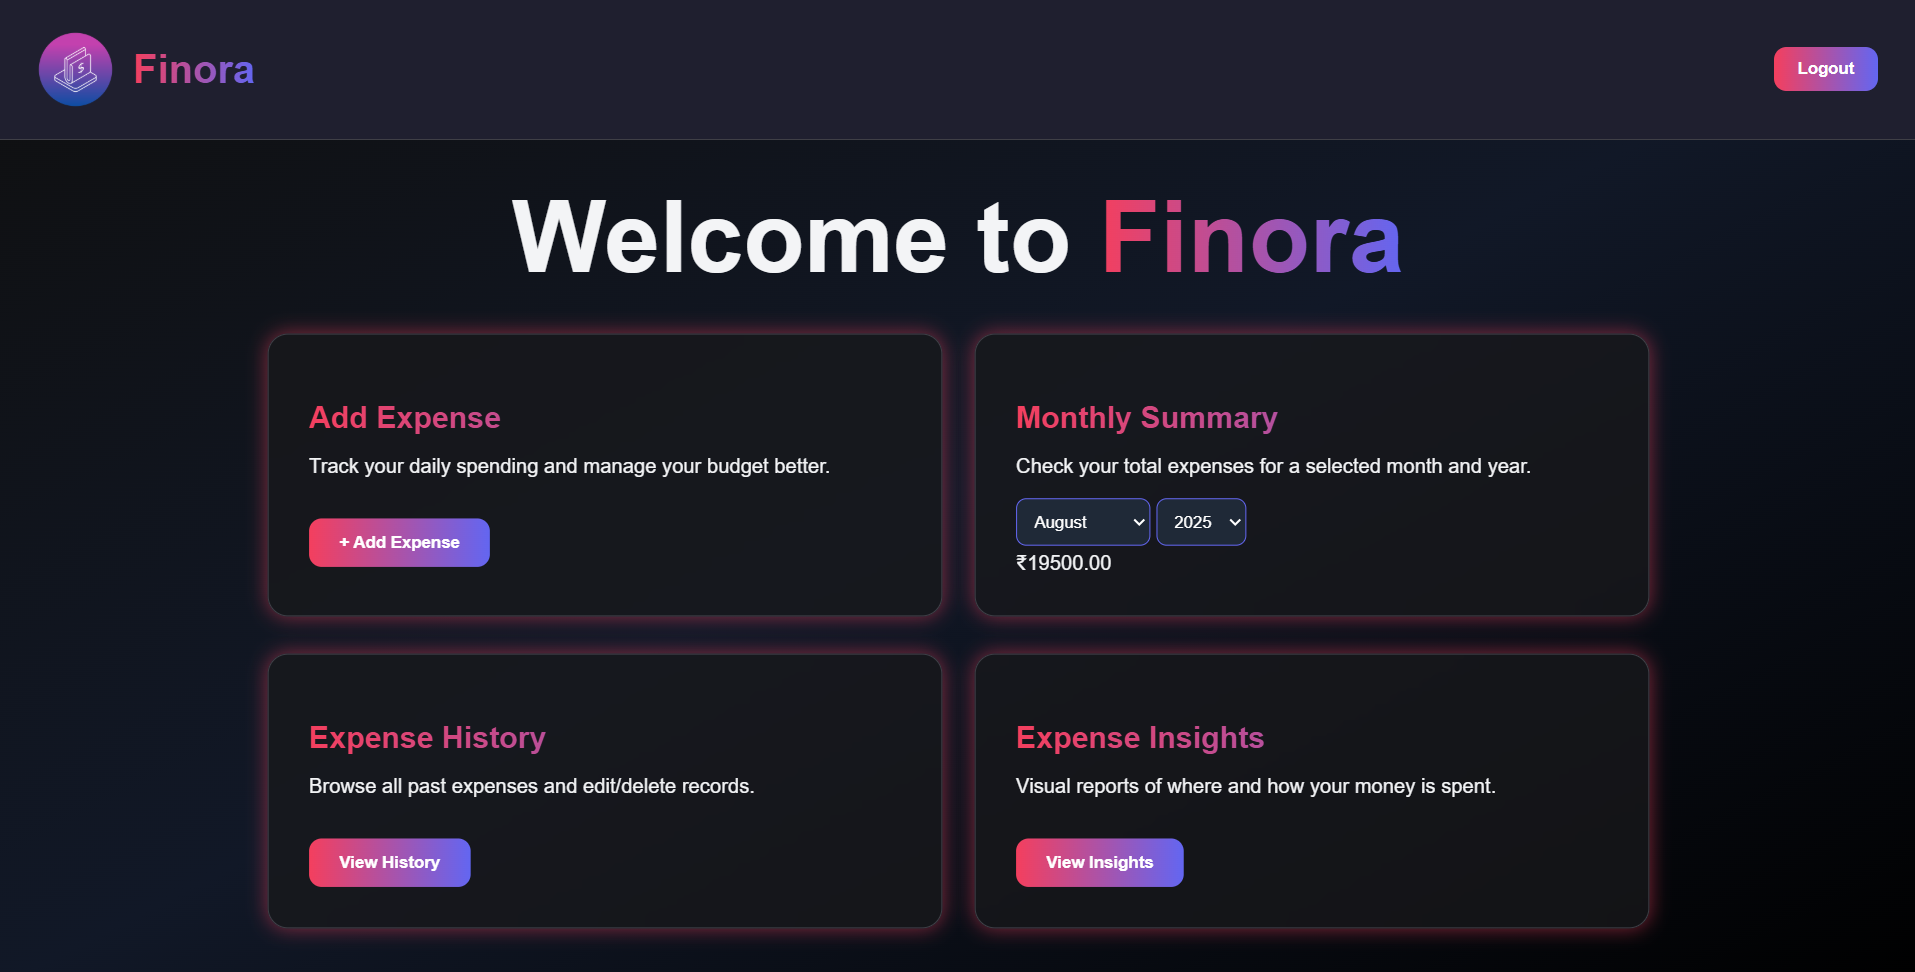 Finora
Logout
Welcome to Finora
Add Expense
Track your daily spending and manage your budget better.
+ Add Expense
Monthly Summary
Check your total expenses for a selected month and year.
August 2025
₹19500.00
Expense History
Browse all past expenses and edit/delete records.
View History
Expense Insights
Visual reports of where and how your money is spent.
View Insights